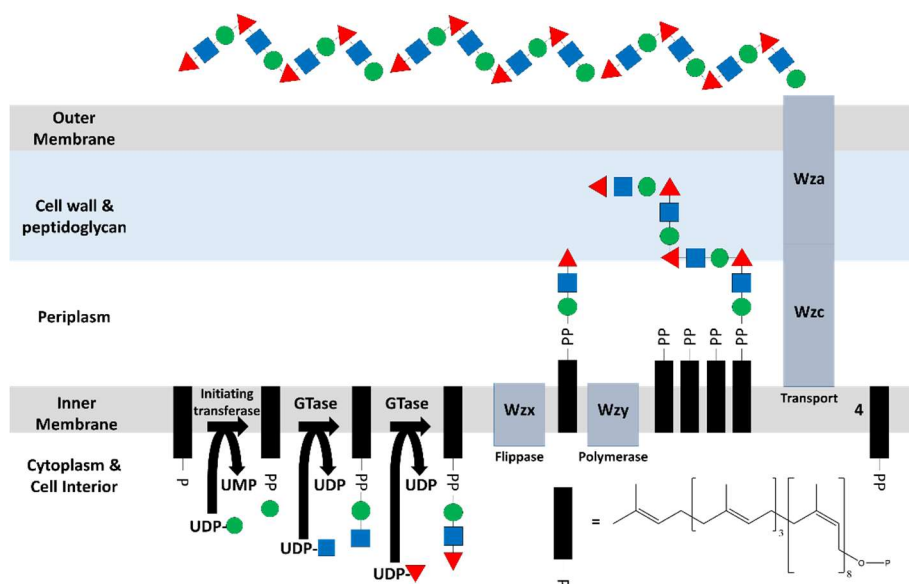 Outer
Membrane
Wza
Cell wall &
peptidoglycan
Wzc
Periplasm
PP
PP
PP
PP
PP
Transport
Inner
Membrane
Initiating
transferase
GTase
GTase
Wzx
Flippase
Wzy
Polymerase
4
Cytoplasm &
Cell Interior
P
UMP
PP
UDP
PP
UDP
PP
PP
UDP-
UDP-
UDP-
=
3
8
O
P